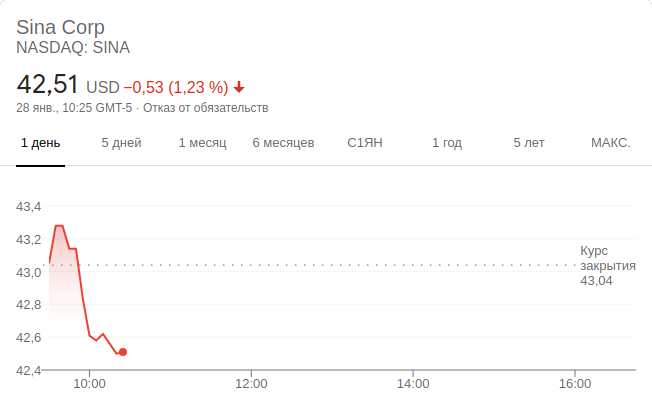 Sina Corp
NASDAQ: SINA
42,51 USD −0,53 (1,23 %)
28 янв., 10:25 GMT-5 · Отказ от обязательств
1 день 5 дней 1 месяц 6 месяцев С1ЯН 1 год 5 лет МАКС.
43,4
43,2
Курс
закрытия
43,04
43,0
42,8
42,6
42,4
10:00 12:00 14:00 16:00